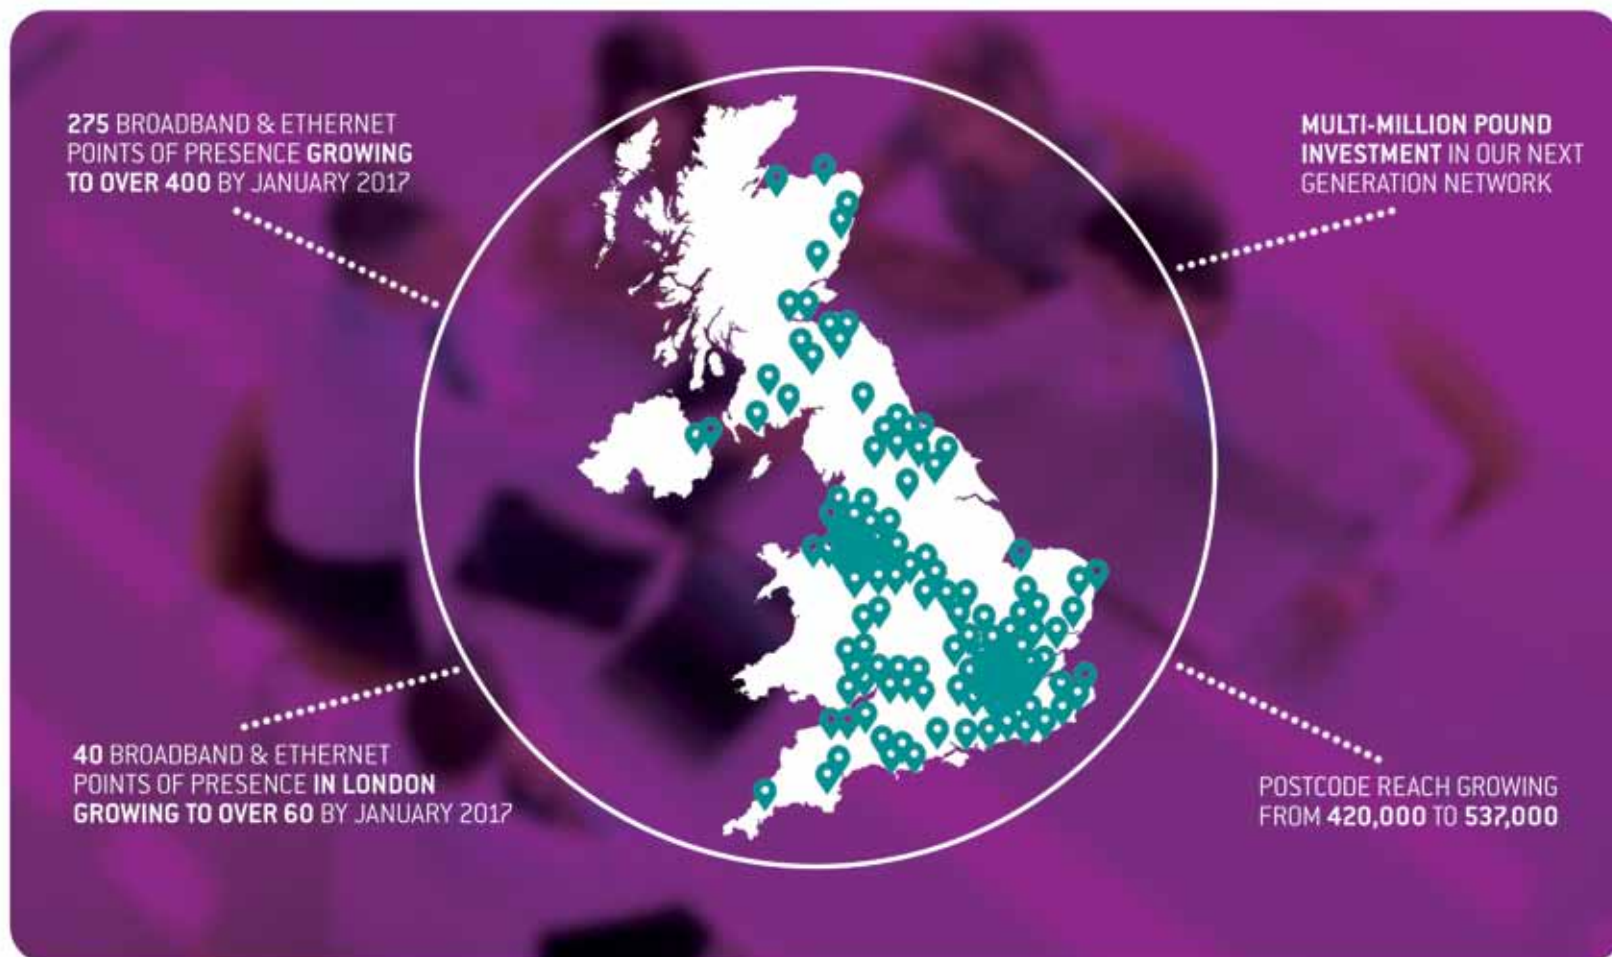 275 BROADBAND & ETHERNET
POINTS OF PRESENCE GROWING
TO OVER 400 BY JANUARY 2017
MULTI-MILLION POUND
INVESTMENT IN OUR NEXT
GENERATION NETWORK
40 BROADBAND & ETHERNET
POINTS OF PRESENCE IN LONDON
GROWING TO OVER 60 BY JANUARY 2017
POSTCODE REACH GROWING
FROM 420,000 TO 537,000